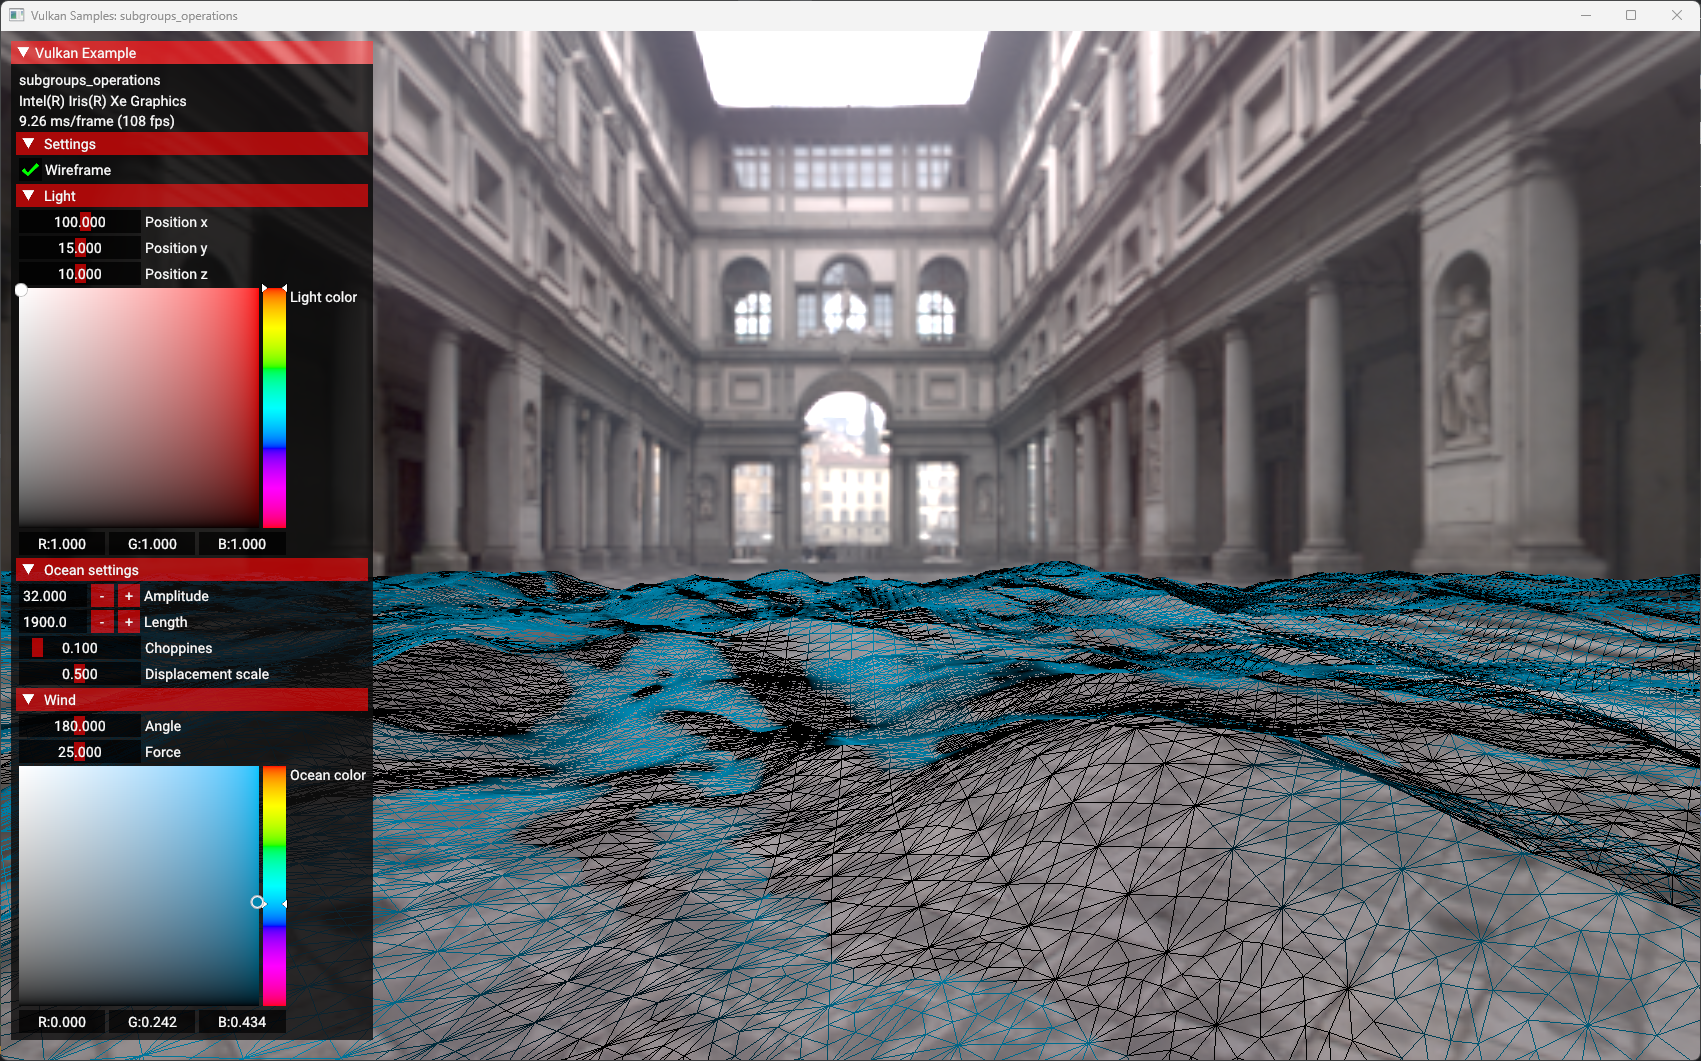 Vulkan Samples: subgroups_operations
Vulkan Example
subgroups_operations
Intel(R) Iris(R) Xe Graphics
9.26 ms/frame (108 fps)
Settings
Wireframe
Light
100.000 Position x
15.000 Position y
10.000 Position z
Light color
R:1.000 G:1.000 B:1.000
Ocean settings
32.000 - + Amplitude
1900.0 - + Length
0.100 Choppines
0.500 Displacement scale
Wind
180.000 Angle
25.000 Force
Ocean color
R:0.000 G:0.242 B:0.434